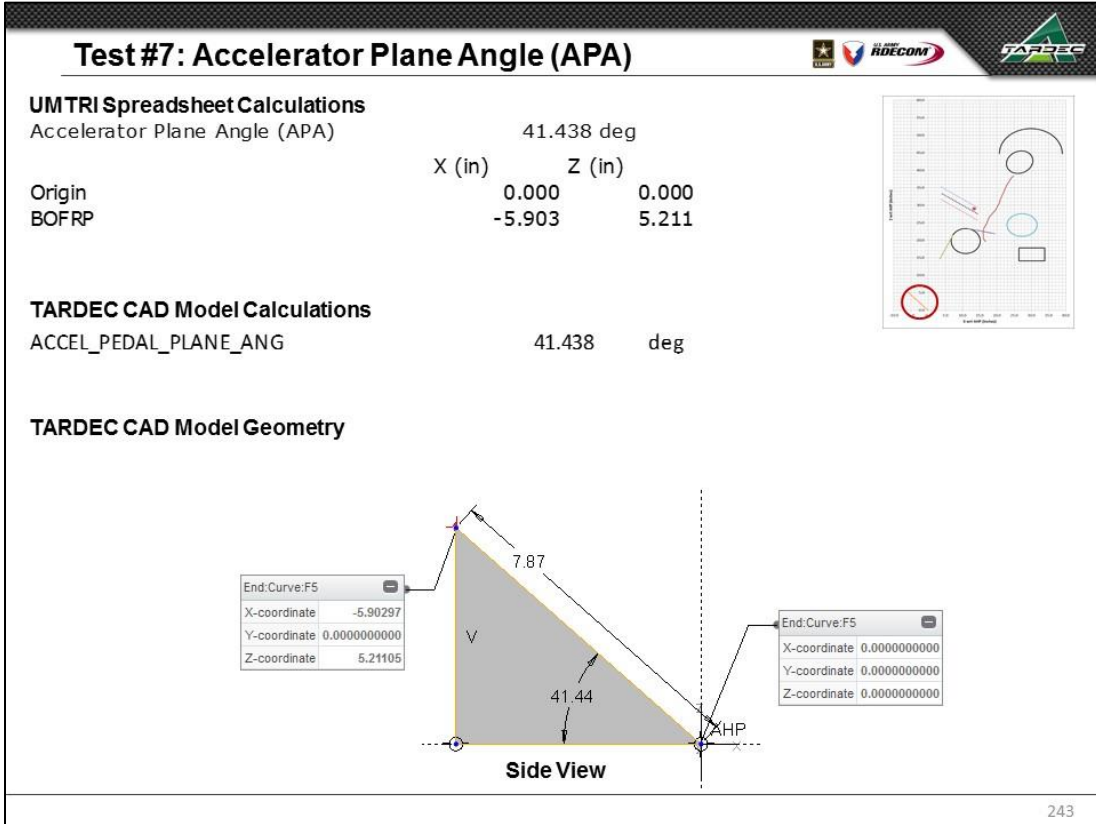 Test #7: Accelerator Plane Angle (APA)
U.S. ARMY
RDECOM
TARDEC
UMTRI Spreadsheet Calculations
Accelerator Plane Angle (APA) 41.438 deg
X (in) Z (in)
Origin 0.000 0.000
BOFRP -5.903 5.211
TARDEC CAD Model Calculations
ACCEL_PEDAL_PLANE_ANG 41.438 deg
TARDEC CAD Model Geometry
7.87
End:Curve:F5
X-coordinate -5.90297
Y-coordinate 0.0000000000
Z-coordinate 5.21105
V
End:Curve:F5
X-coordinate 0.0000000000
Y-coordinate 0.0000000000
Z-coordinate 0.0000000000
41.44
AHP
X
Side View
243